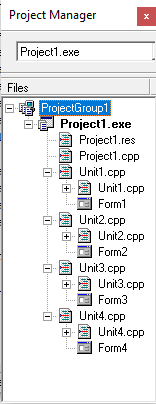 Project Manager
Project1.exe
Files
ProjectGroup1
Project1.exe
Project1.res
Project1.cpp
Unit1.cpp
Unit1.cpp
Form1
Unit2.cpp
Unit2.cpp
Form2
Unit3.cpp
Unit3.cpp
Form3
Unit4.cpp
Unit4.cpp
Form4